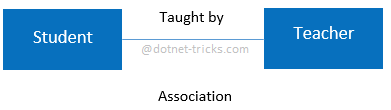 Taught by
Student
Teacher
@dotnet-tricks.com
Association